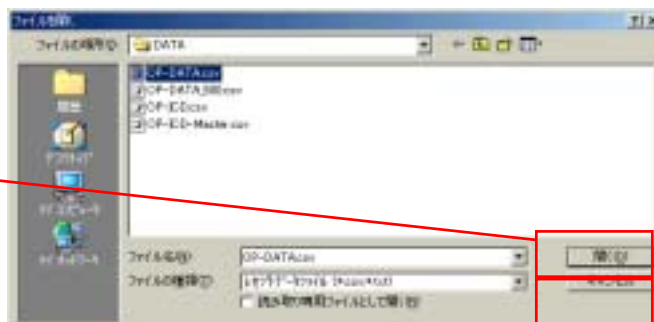 ファイルを開く
ファイルの場所(I): DATA
OP-DATA.csv
OP-ICD.csv
OP-ICD-Master.csv
履歴
デスクトップ
マイ コンピュータ
マイ ネットワーク
ファイル名(N): OP-DATA.csv 開く(O)
ファイルの種類(T): キャンセル
読み取り専用ファイルとして開く(R)